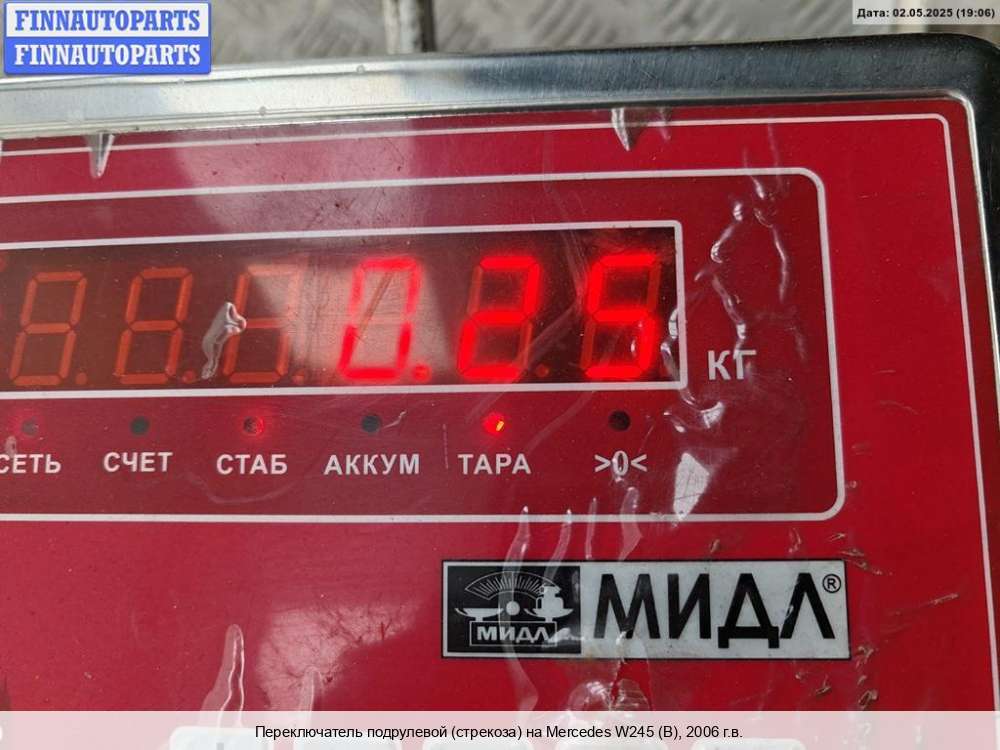 FINNAUTOPARTS
FINNAUTOPARTS
Дата: 02.05.2025 (19:06)
0.25
КГ
СЕТЬ СЧЕТ СТАБ АККУМ ТАРА >0<
МИДЛ МИДЛ®
Переключатель подрулевой (стрекоза) на Mercedes W245 (B), 2006 г.в.